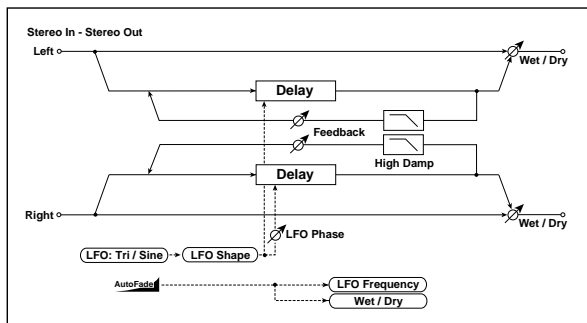 Stereo In - Stereo Out
Left
Wet / Dry
Delay
Feedback
High Damp
Delay
Right
Wet / Dry
LFO Phase
LFO: Tri / Sine
LFO Shape
AutoFade
LFO Frequency
Wet / Dry